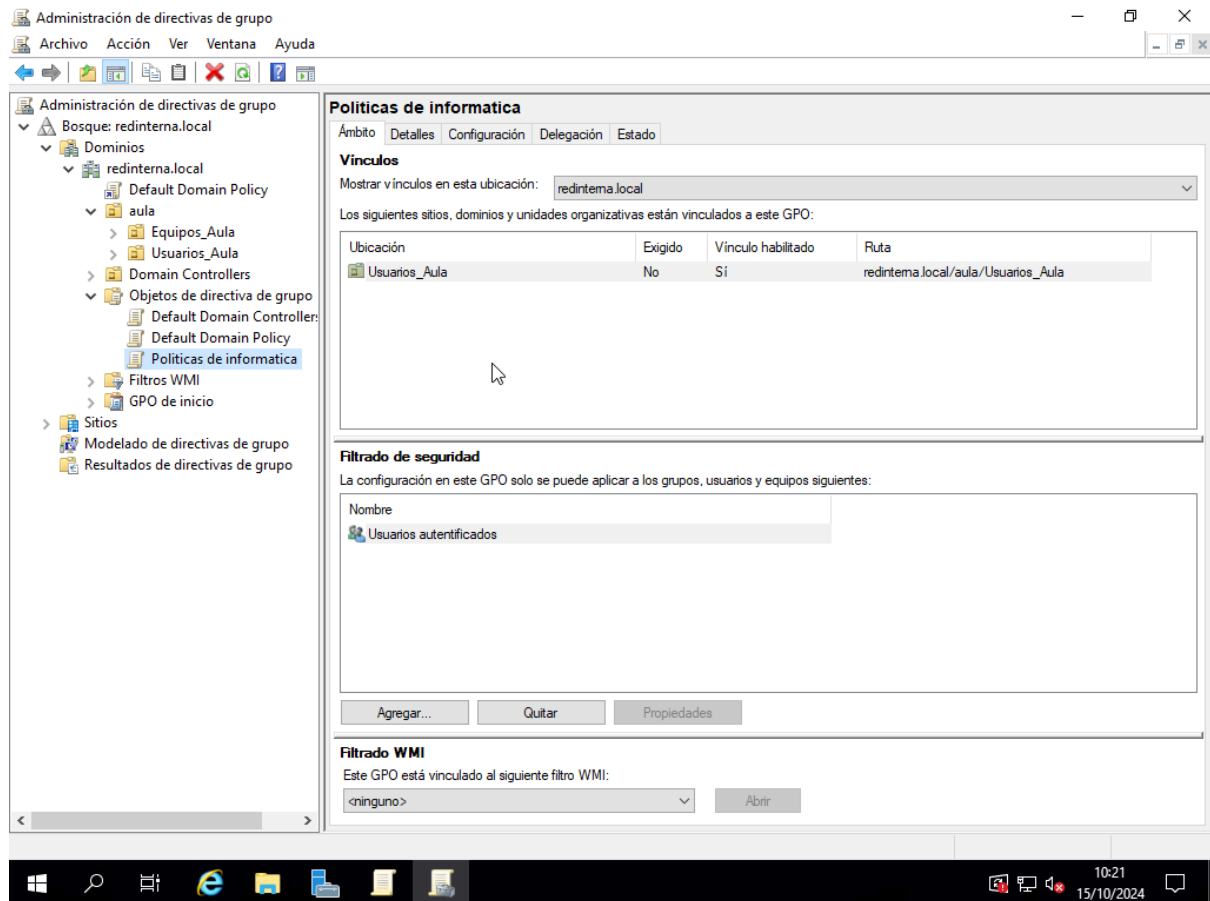 Administración de directivas de grupo
Archivo Acción Ver Ventana Ayuda
Administración de directivas de grupo
Bosque: redinterna.local
Dominios
redinterna.local
Default Domain Policy
aula
Equipos_Aula
Usuarios_Aula
Domain Controllers
Objetos de directiva de grupo
Default Domain Controller
Default Domain Policy
Politicas de informatica
Filtros WMI
GPO de inicio
Sitios
Modelado de directivas de grupo
Resultados de directivas de grupo
Politicas de informatica
Ámbito Detalles Configuración Delegación Estado
Vínculos
Mostrar vínculos en esta ubicación: redinterna.local
Los siguientes sitios, dominios y unidades organizativas están vinculados a este GPO:
Ubicación Exigido Vínculo habilitado Ruta
Usuarios_Aula No Sí redinterna.local/aula/Usuarios_Aula
Filtrado de seguridad
La configuración en este GPO solo se puede aplicar a los grupos, usuarios y equipos siguientes:
Nombre
Usuarios autentificados
Agregar... Quitar Propiedades
Filtrado WMI
Este GPO está vinculado al siguiente filtro WMI:
<ninguno> Abrir
10:21
15/10/2024